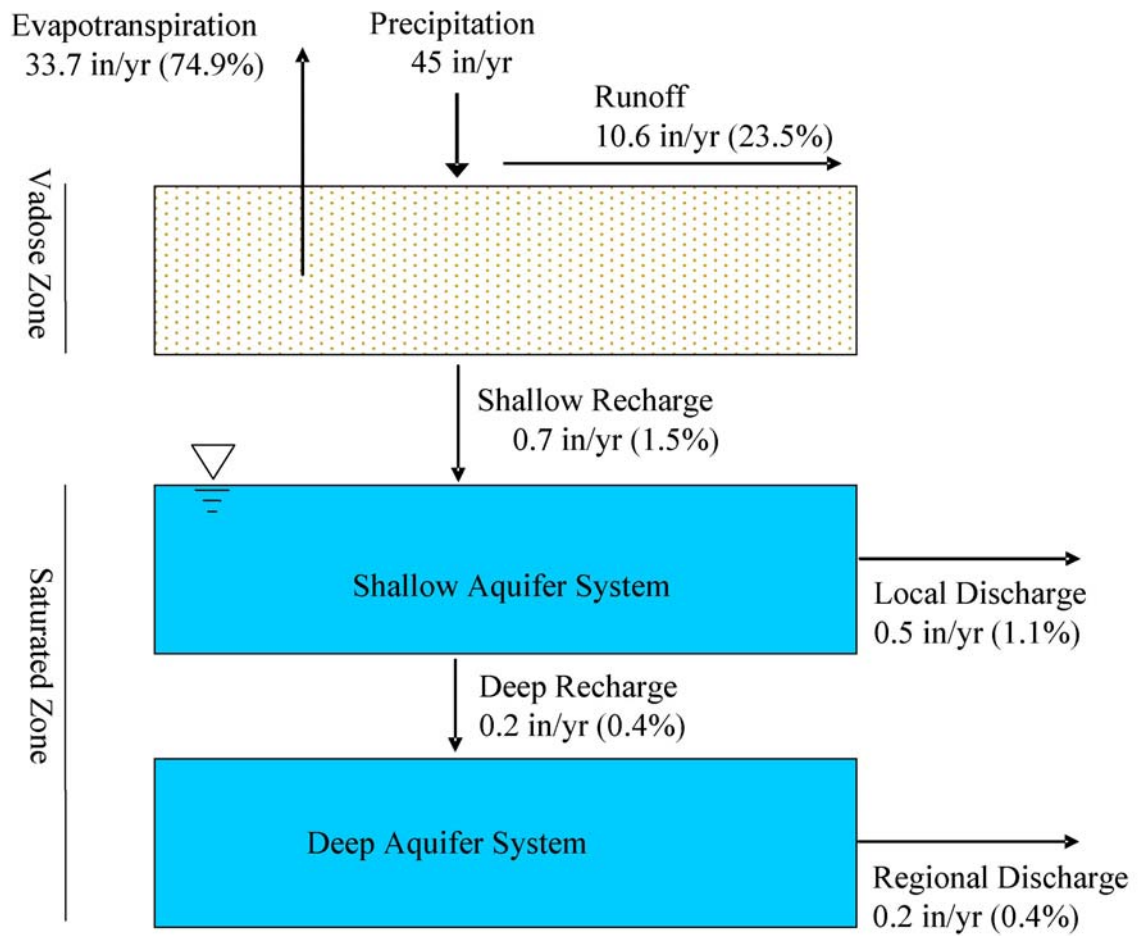 Evapotranspiration
33.7 in/yr (74.9%)
Precipitation
45 in/yr
Runoff
10.6 in/yr (23.5%)
Vadose Zone
Shallow Recharge
0.7 in/yr (1.5%)
Saturated Zone
Shallow Aquifer System
Local Discharge
0.5 in/yr (1.1%)
Deep Recharge
0.2 in/yr (0.4%)
Deep Aquifer System
Regional Discharge
0.2 in/yr (0.4%)